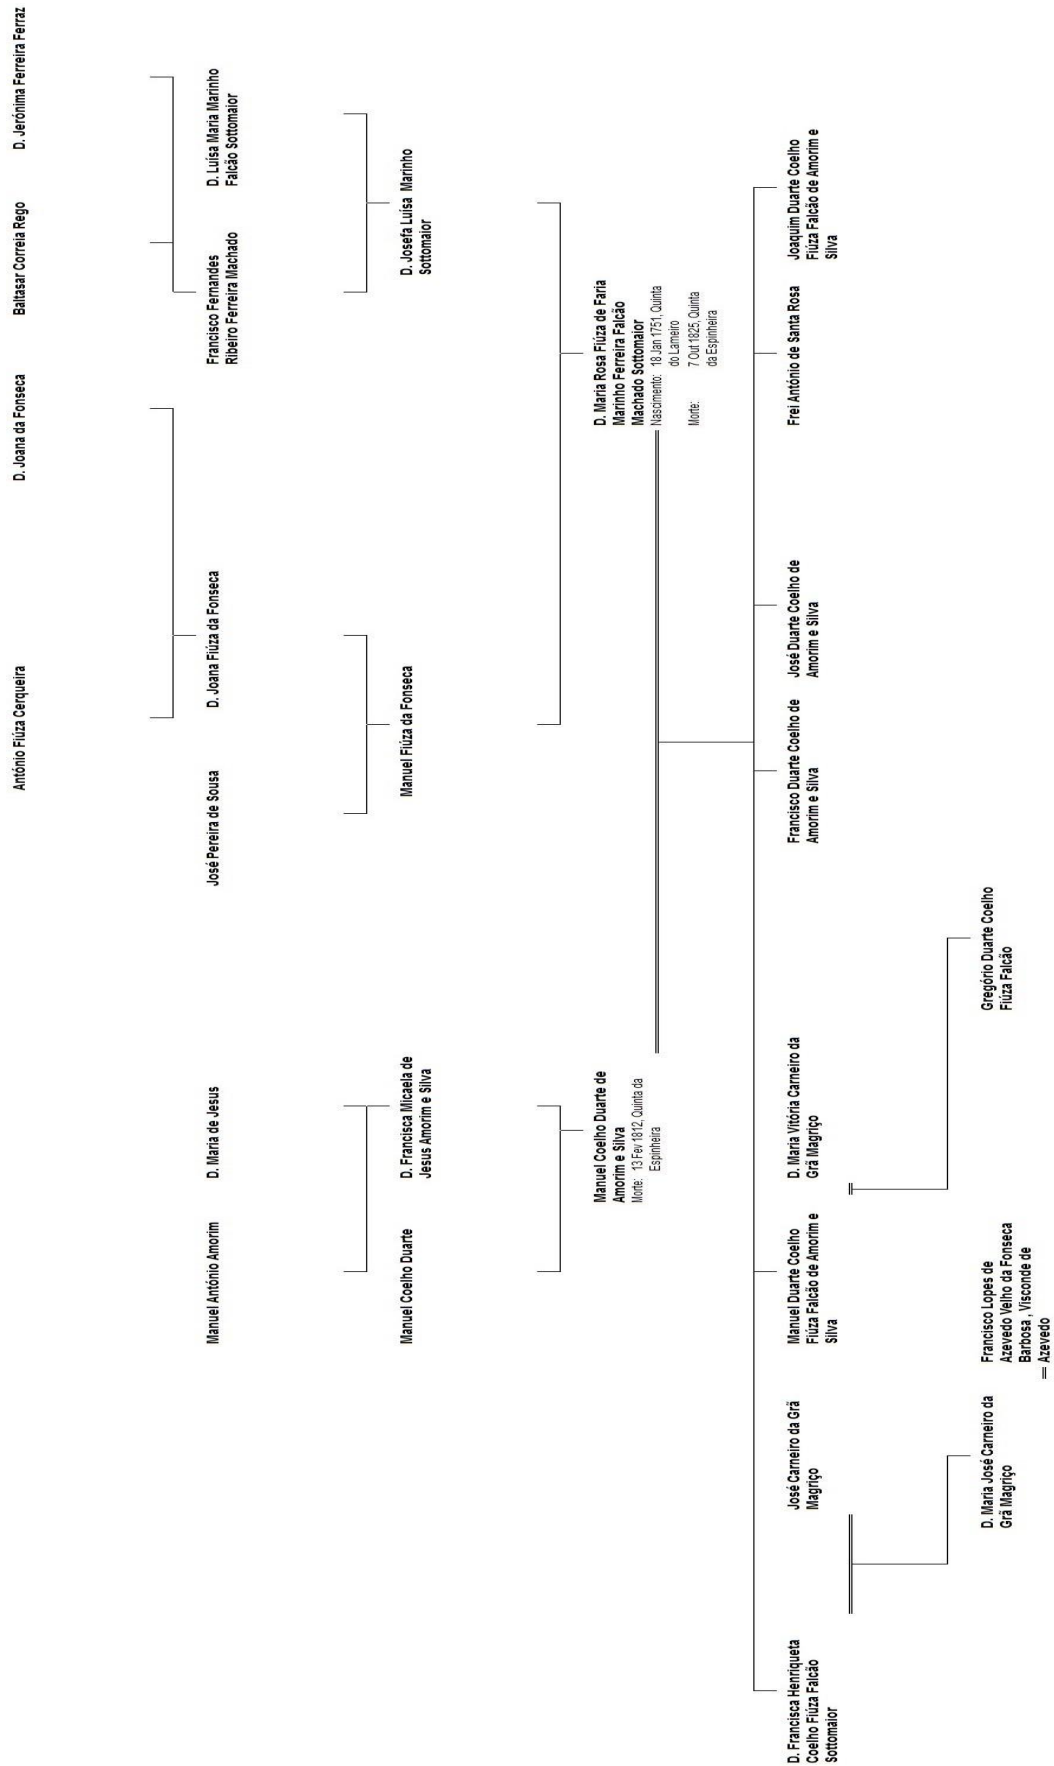 António Fiúza Cerqueira
D. Joana da Fonseca
Baltasar Correia Rego
D. Jerónima Ferreira Ferraz
Manuel António Amorim
D. Maria de Jesus
José Pereira de Sousa
D. Joana Fiúza da Fonseca
Francisco Fernandes
Ribeiro Ferreira Machado
D. Luísa Maria Marinho
Falcão Sottomaior
Manuel Coelho Duarte
D. Francisca Micaela de
Jesus Amorim e Silva
Manuel Fiúza da Fonseca
D. Josefa Luísa Marinho
Sottomaior
Manuel Coelho Duarte de
Amorim e Silva
Morte: 13 Fev 1812, Quinta da
Espinheira
D. Maria Rosa Fiúza de Faria
Marinho Ferreira Falcão
Machado Sottomaior
Nascimento: 18 Jan 1751, Quinta
do Lameiro
Morte: 7 Out 1825, Quinta
da Espinheira
D. Francisca Henriqueta
Coelho Fiúza Falcão
Sottomaior
José Carneiro da Grã
Magriço
Manuel Duarte Coelho
Fiúza Falcão de Amorim e
Silva
D. Maria Vitória Carneiro da
Grã Magriço
Francisco Duarte Coelho de
Amorim e Silva
José Duarte Coelho de
Amorim e Silva
Frei António de Santa Rosa
Joaquim Duarte Coelho
Fiúza Falcão de Amorim e
Silva
D. Maria José Carneiro da
Grã Magriço
Francisco Lopes de
Azevedo Velho da Fonseca
Barbosa , Visconde de
Azevedo
Gregório Duarte Coelho
Fiúza Falcão